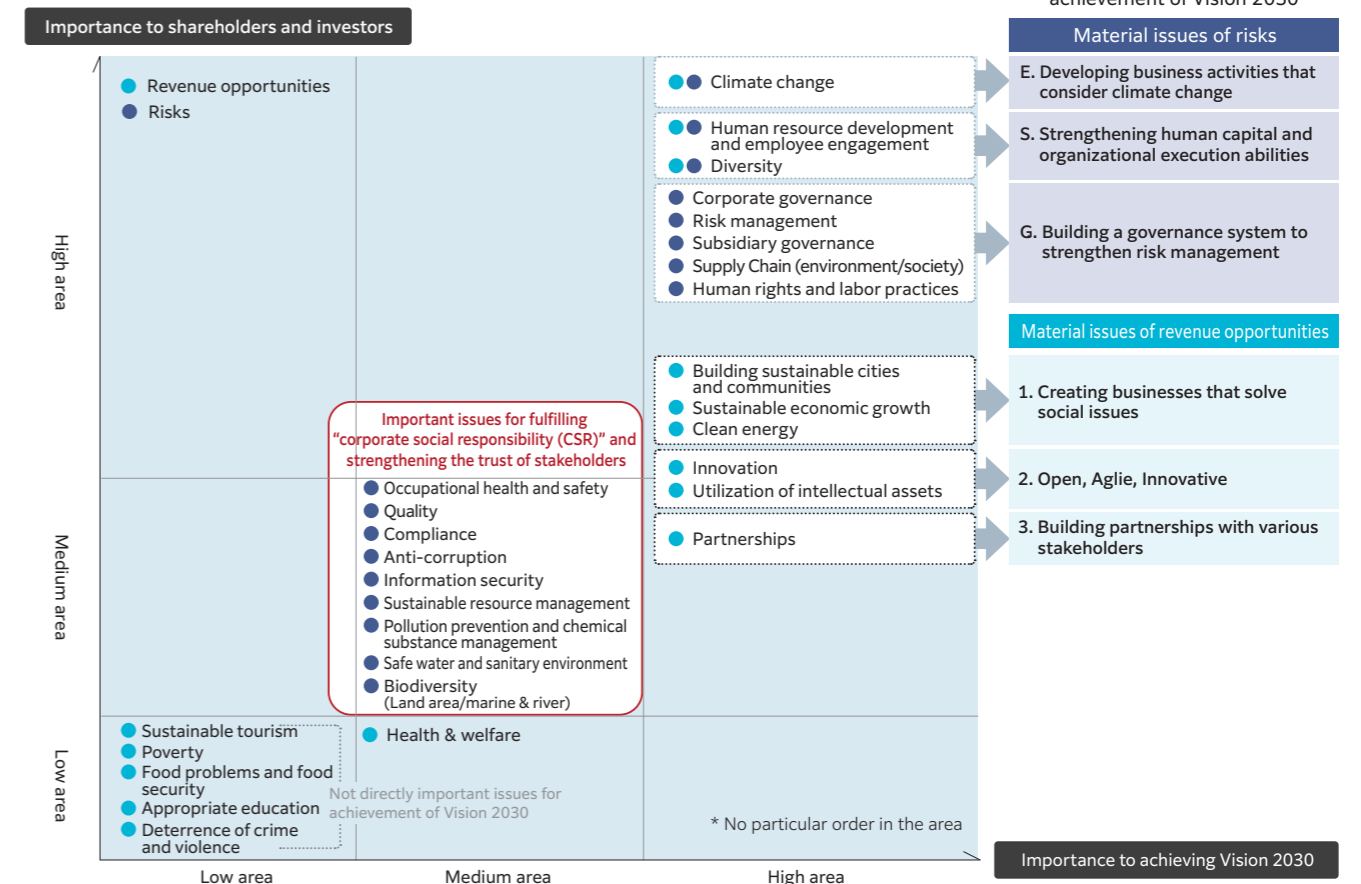 achievement of Vision 2030
Importance to shareholders and investors
Material issues of risks
Revenue opportunities
Risks
Climate change
E. Developing business activities that
consider climate change
Human resource development
and employee engagement
Diversity
S. Strengthening human capital and
organizational execution abilities
Corporate governance
Risk management
Subsidiary governance
Supply Chain (environment/society)
Human rights and labor practices
G. Building a governance system to
strengthen risk management
High area
Material issues of revenue opportunities
Building sustainable cities
and communities
Sustainable economic growth
Clean energy
1. Creating businesses that solve
social issues
Important issues for fulfilling
“corporate social responsibility (CSR)” and
strengthening the trust of stakeholders
Innovation
Utilization of intellectual assets
2. Open, Aglie, Innovative
Partnerships
3. Building partnerships with various
stakeholders
Medium area
Occupational health and safety
Quality
Compliance
Anti-corruption
Information security
Sustainable resource management
Pollution prevention and chemical
substance management
Safe water and sanitary environment
Biodiversity
(Land area/marine & river)
Low area
Sustainable tourism
Poverty
Food problems and food
security
Appropriate education
Deterrence of crime
and violence
Health & welfare
Not directly important issues for
achievement of Vision 2030
* No particular order in the area
Importance to achieving Vision 2030
Low area
Medium area
High area